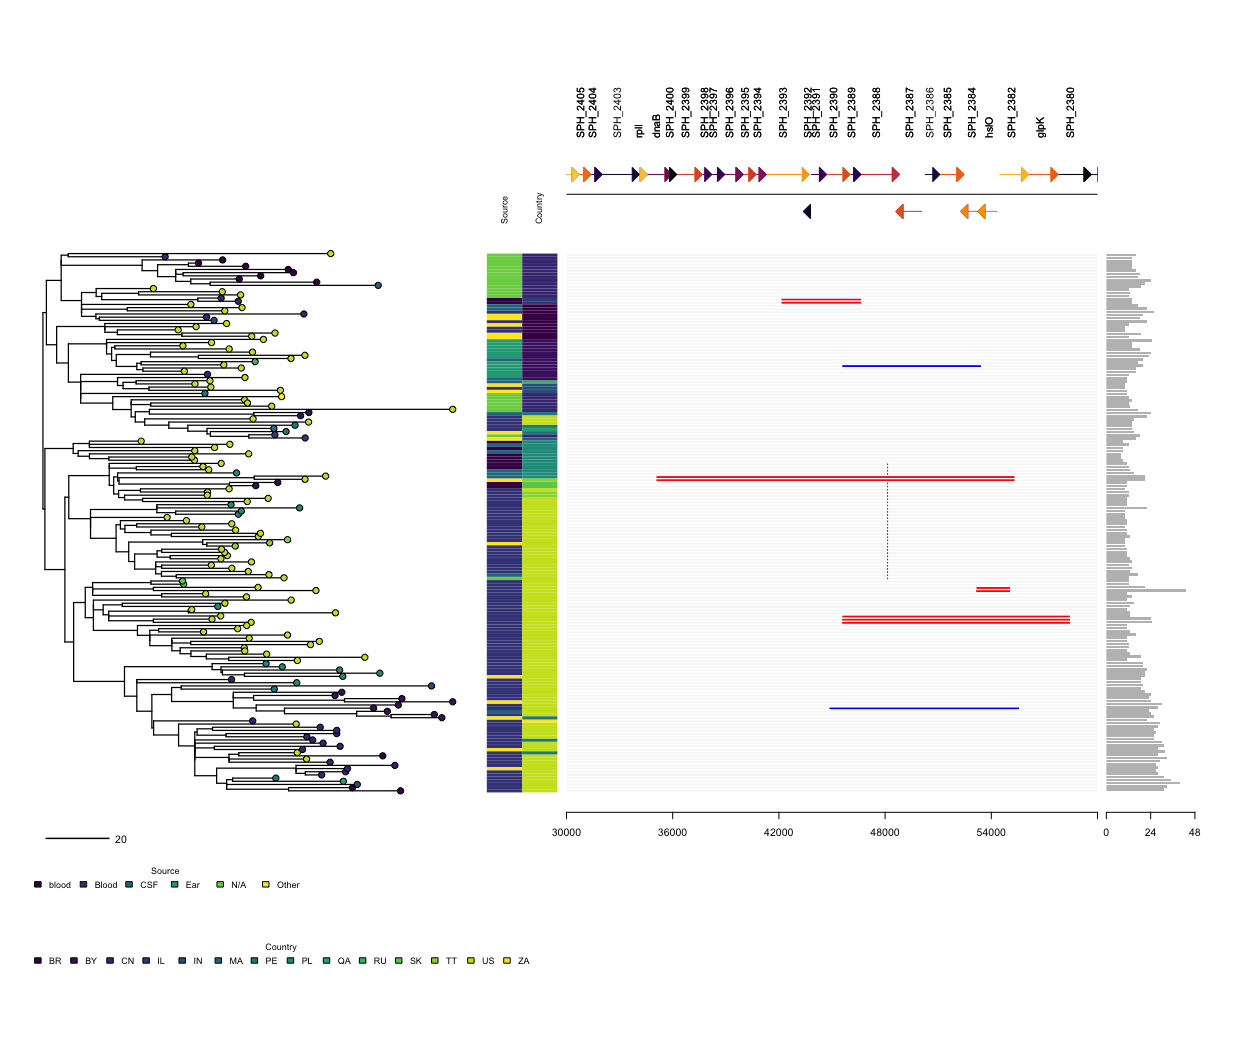 SPH_2405
SPH_2404
SPH_2403
rplI
dnaB
SPH_2400
SPH_2399
SPH_2398
SPH_2397
SPH_2396
SPH_2395
SPH_2394
SPH_2393
SPH_2392
SPH_2391
SPH_2390
SPH_2389
SPH_2388
SPH_2387
SPH_2386
SPH_2385
SPH_2384
hslO
SPH_2382
glpK
SPH_2380
Source
Country
30000 36000 42000 48000 54000
0 24 48
20
Source
blood Blood CSF Ear N/A Other
Country
BR BY CN IL IN MA PE PL QA RU SK TT US ZA